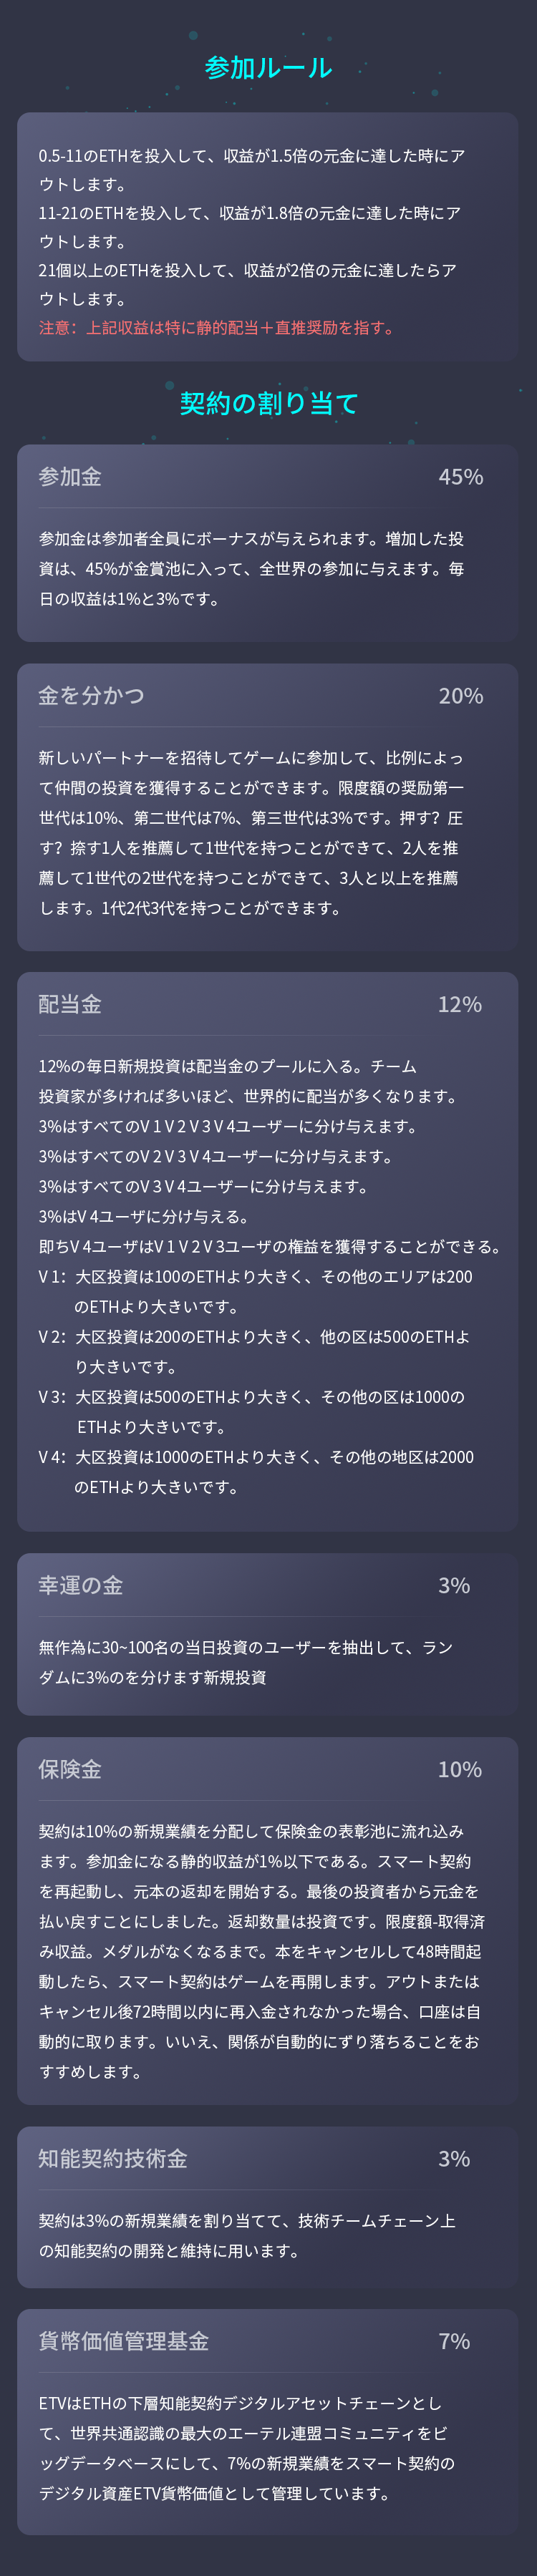 参加ルール
0.5-11のETHを投入して、収益が1.5倍の元金に達した時にア
ウトします。
11-21のETHを投入して、収益が1.8倍の元金に達した時にア
ウトします。
21個以上のETHを投入して、収益が2倍の元金に達したらア
ウトします。
注意：上記収益は特に静的配当＋直推奨励を指す。
契約の割り当て
参加金 45%
参加金は参加者全員にボーナスが与えられます。増加した投
資は、45%が金賞池に入って、全世界の参加に与えます。毎
日の収益は1%と3%です。
金を分かつ 20%
新しいパートナーを招待してゲームに参加して、比例によっ
て仲間の投資を獲得することができます。限度額の奨励第一
世代は10%、第二世代は7%、第三世代は3%です。押す？圧
す？捺す1人を推薦して1世代を持つことができて、2人を推
薦して1世代の2世代を持つことができて、3人と以上を推薦
します。1代2代3代を持つことができます。
配当金 12%
12%の毎日新規投資は配当金のプールに入る。チーム
投資家が多ければ多いほど、世界的に配当が多くなります。
3%はすべてのV 1 V 2 V 3 V 4ユーザーに分け与えます。
3%はすべてのV 2 V 3 V 4ユーザーに分け与えます。
3%はすべてのV 3 V 4ユーザーに分け与えます。
3%はV 4ユーザに分け与える。
即ちV 4ユーザはV 1 V 2 V 3ユーザの権益を獲得することができる。
V 1：大区投資は100のETHより大きく、その他のエリアは200
のETHより大きいです。
V 2：大区投資は200のETHより大きく、他の区は500のETHよ
り大きいです。
V 3：大区投資は500のETHより大きく、その他の区は1000の
ETHより大きいです。
V 4：大区投資は1000のETHより大きく、その他の地区は2000
のETHより大きいです。
幸運の金 3%
無作為に30~100名の当日投資のユーザーを抽出して、ラン
ダムに3%のを分けます新規投資
保険金 10%
契約は10%の新規業績を分配して保険金の表彰池に流れ込み
ます。参加金になる静的収益が1%以下である。スマート契約
を再起動し、元本の返却を開始する。最後の投資者から元金を
払い戻すことにしました。返却数量は投資です。限度額-取得済
み収益。メダルがなくなるまで。本をキャンセルして48時間起
動したら、スマート契約はゲームを再開します。アウトまたは
キャンセル後72時間以内に再入金されなかった場合、口座は自
動的に取ります。いいえ、関係が自動的にずり落ちることをお
すすめします。
知能契約技術金 3%
契約は3%の新規業績を割り当てて、技術チームチェーン上
の知能契約の開発と維持に用います。
貨幣価値管理基金 7%
ETVはETHの下層知能契約デジタルアセットチェーンとし
て、世界共通認識の最大のエーテル連盟コミュニティをビ
ッグデータベースにして、7%の新規業績をスマート契約の
デジタル資産ETV貨幣価値として管理しています。